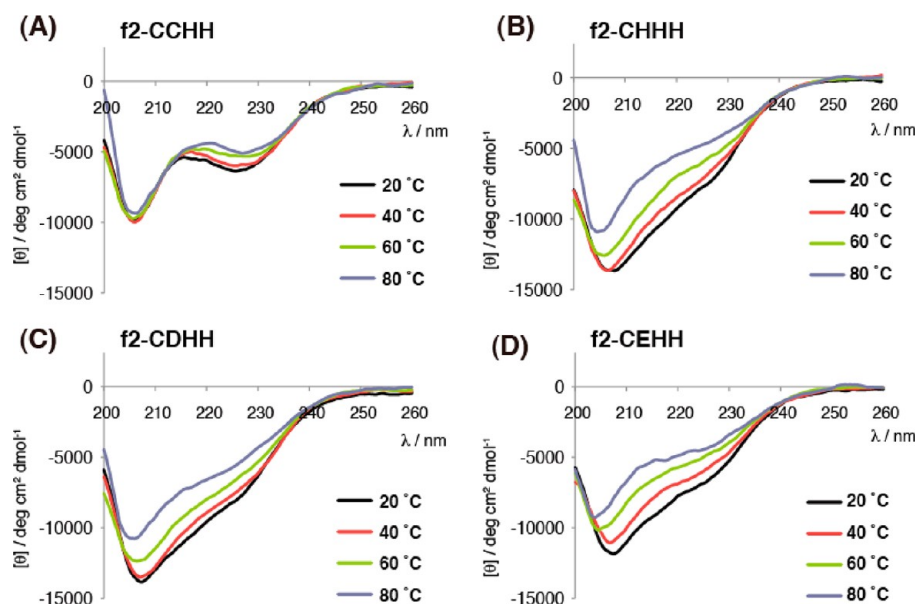 (A) f2-CCHH
0
-5000
-10000
-15000
200 210 220 230 240 250 260
λ / nm
[θ] / deg cm² dmol⁻¹
20 ˚C
40 ˚C
60 ˚C
80 ˚C
(B) f2-CHHH
0
-5000
-10000
-15000
200 210 220 230 240 250 260
λ / nm
[θ] / deg cm² dmol⁻¹
20 ˚C
40 ˚C
60 ˚C
80 ˚C
(C) f2-CDHH
0
-5000
-10000
-15000
200 210 220 230 240 250 260
λ / nm
[θ] / deg cm² dmol⁻¹
20 ˚C
40 ˚C
60 ˚C
80 ˚C
(D) f2-CEHH
0
-5000
-10000
-15000
200 210 220 230 240 250 260
λ / nm
[θ] / deg cm² dmol⁻¹
20 ˚C
40 ˚C
60 ˚C
80 ˚C